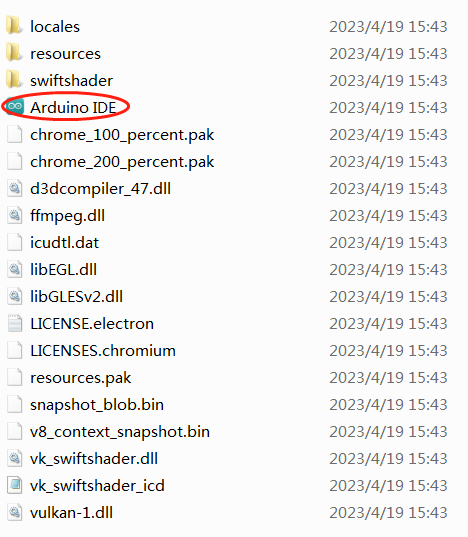 locales 2023/4/19 15:43
resources 2023/4/19 15:43
swiftshader 2023/4/19 15:43
Arduino IDE 2023/4/19 15:43
chrome_100_percent.pak 2023/4/19 15:43
chrome_200_percent.pak 2023/4/19 15:43
d3dcompiler_47.dll 2023/4/19 15:43
ffmpeg.dll 2023/4/19 15:43
icudtl.dat 2023/4/19 15:43
libEGL.dll 2023/4/19 15:43
libGLESv2.dll 2023/4/19 15:43
LICENSE.electron 2023/4/19 15:43
LICENSES.chromium 2023/4/19 15:43
resources.pak 2023/4/19 15:43
snapshot_blob.bin 2023/4/19 15:43
v8_context_snapshot.bin 2023/4/19 15:43
vk_swiftshader.dll 2023/4/19 15:43
vk_swiftshader_icd 2023/4/19 15:43
vulkan-1.dll 2023/4/19 15:43